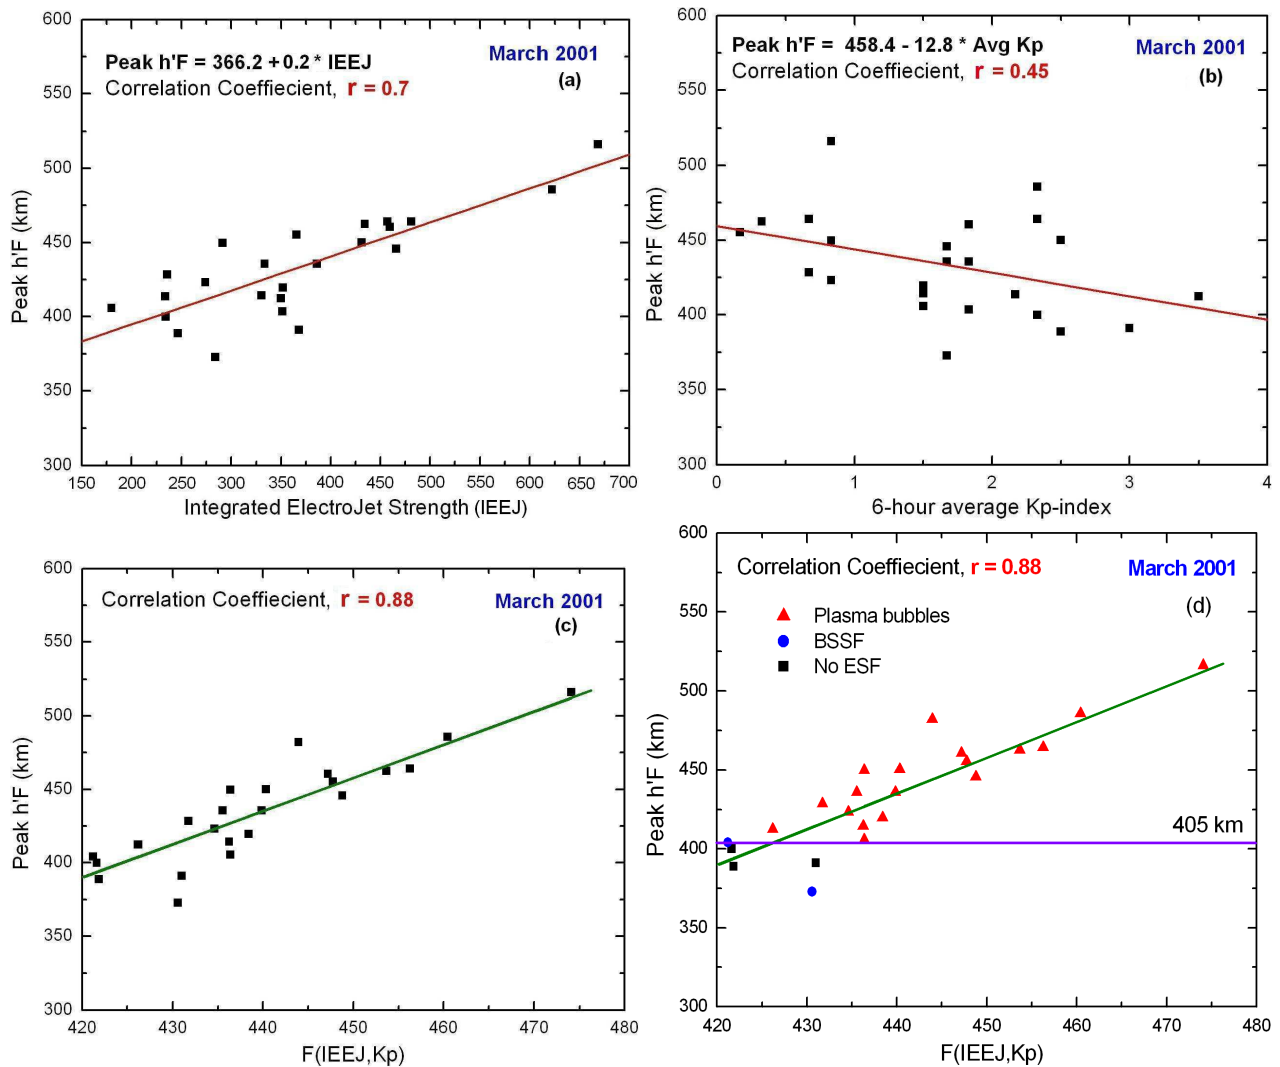 600
550
500
450
400
350
300
Peak h'F (km)
Peak h'F = 366.2 + 0.2 * IEEJ
Correlation Coeffiecient, r = 0.7
March 2001
(a)
150 200 250 300 350 400 450 500 550 600 650 700
Integrated ElectroJet Strength (IEEJ)
600
550
500
450
400
350
300
Peak h'F (km)
Peak h'F = 458.4 - 12.8 * Avg Kp
Correlation Coeffiecient, r = 0.45
March 2001
(b)
0 1 2 3 4
6-hour average Kp-index
600
550
500
450
400
350
300
Peak h'F (km)
Correlation Coeffiecient, r = 0.88
March 2001
(c)
420 430 440 450 460 470 480
F(IEEJ,Kp)
600
550
500
450
400
350
300
Peak h'F (km)
Correlation Coeffiecient, r = 0.88
March 2001
(d)
Plasma bubbles
BSSF
No ESF
405 km
420 430 440 450 460 470 480
F(IEEJ,Kp)